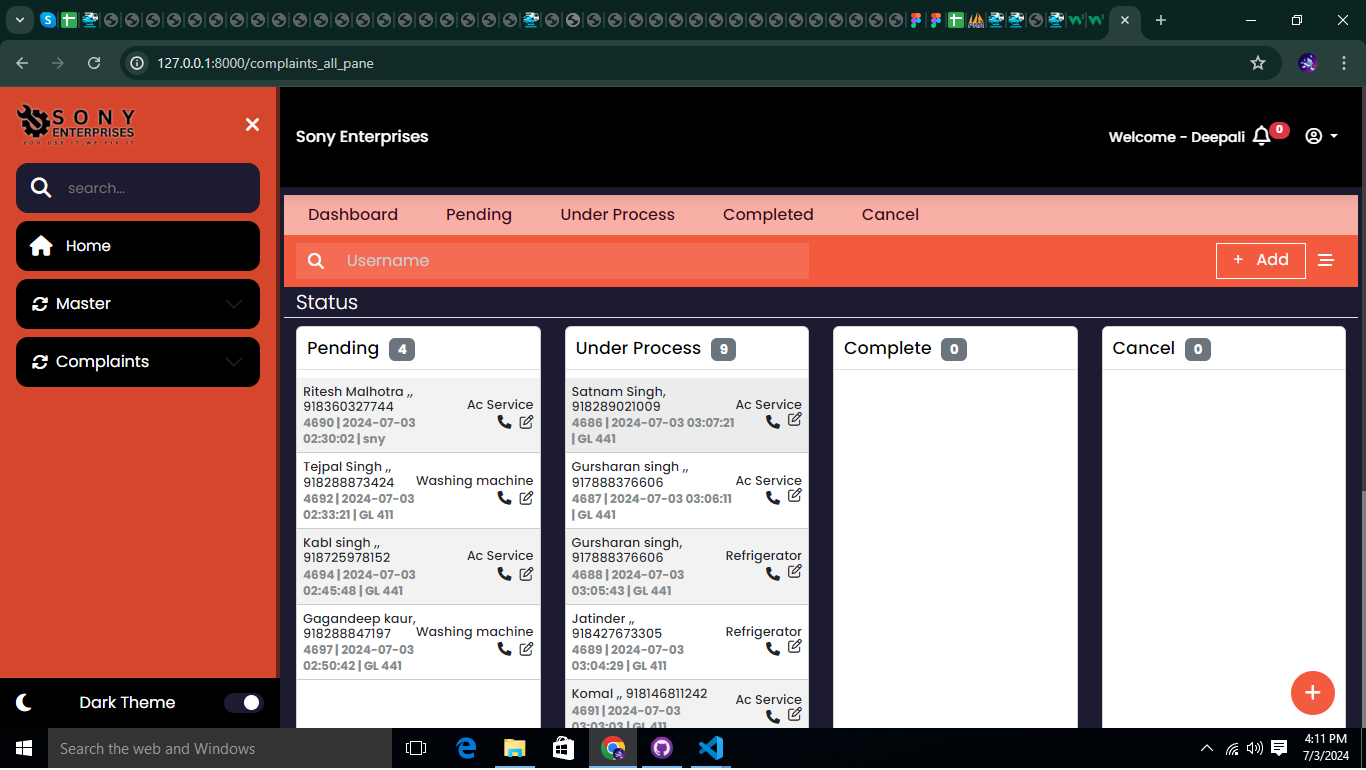 127.0.0.1:8000/complaints_all_pane
SONY
ENTERPRISES
YOU USE IT, WE FIX IT
Sony Enterprises
Welcome - Deepali
0
search...
Home
Master
Complaints
Dark Theme
Dashboard
Pending
Under Process
Completed
Cancel
Username
+ Add
Status
Pending 4
Ritesh Malhotra ,,
918360327744
Ac Service
4690 | 2024-07-03
02:30:02 | sny
Tejpal Singh ,,
918288873424
Washing machine
4692 | 2024-07-03
02:33:21 | GL 411
Kabl singh ,,
918725978152
Ac Service
4694 | 2024-07-03
02:45:48 | GL 441
Gagandeep kaur,
918288847197
Washing machine
4697 | 2024-07-03
02:50:42 | GL 441
Under Process 9
Satnam Singh,
918289021009
Ac Service
4686 | 2024-07-03 03:07:21
| GL 441
Gursharan singh ,,
917888376606
Ac Service
4687 | 2024-07-03 03:06:11
| GL 441
Gursharan singh,
917888376606
Refrigerator
4688 | 2024-07-03
03:05:43 | GL 441
Jatinder ,,
918427673305
Refrigerator
4689 | 2024-07-03
03:04:29 | GL 411
Komal ,, 918146811242
Ac Service
4691 | 2024-07-03
03:03:03 | GL 411
Complete 0
Cancel 0
+
Search the web and Windows
4:11 PM
7/3/2024